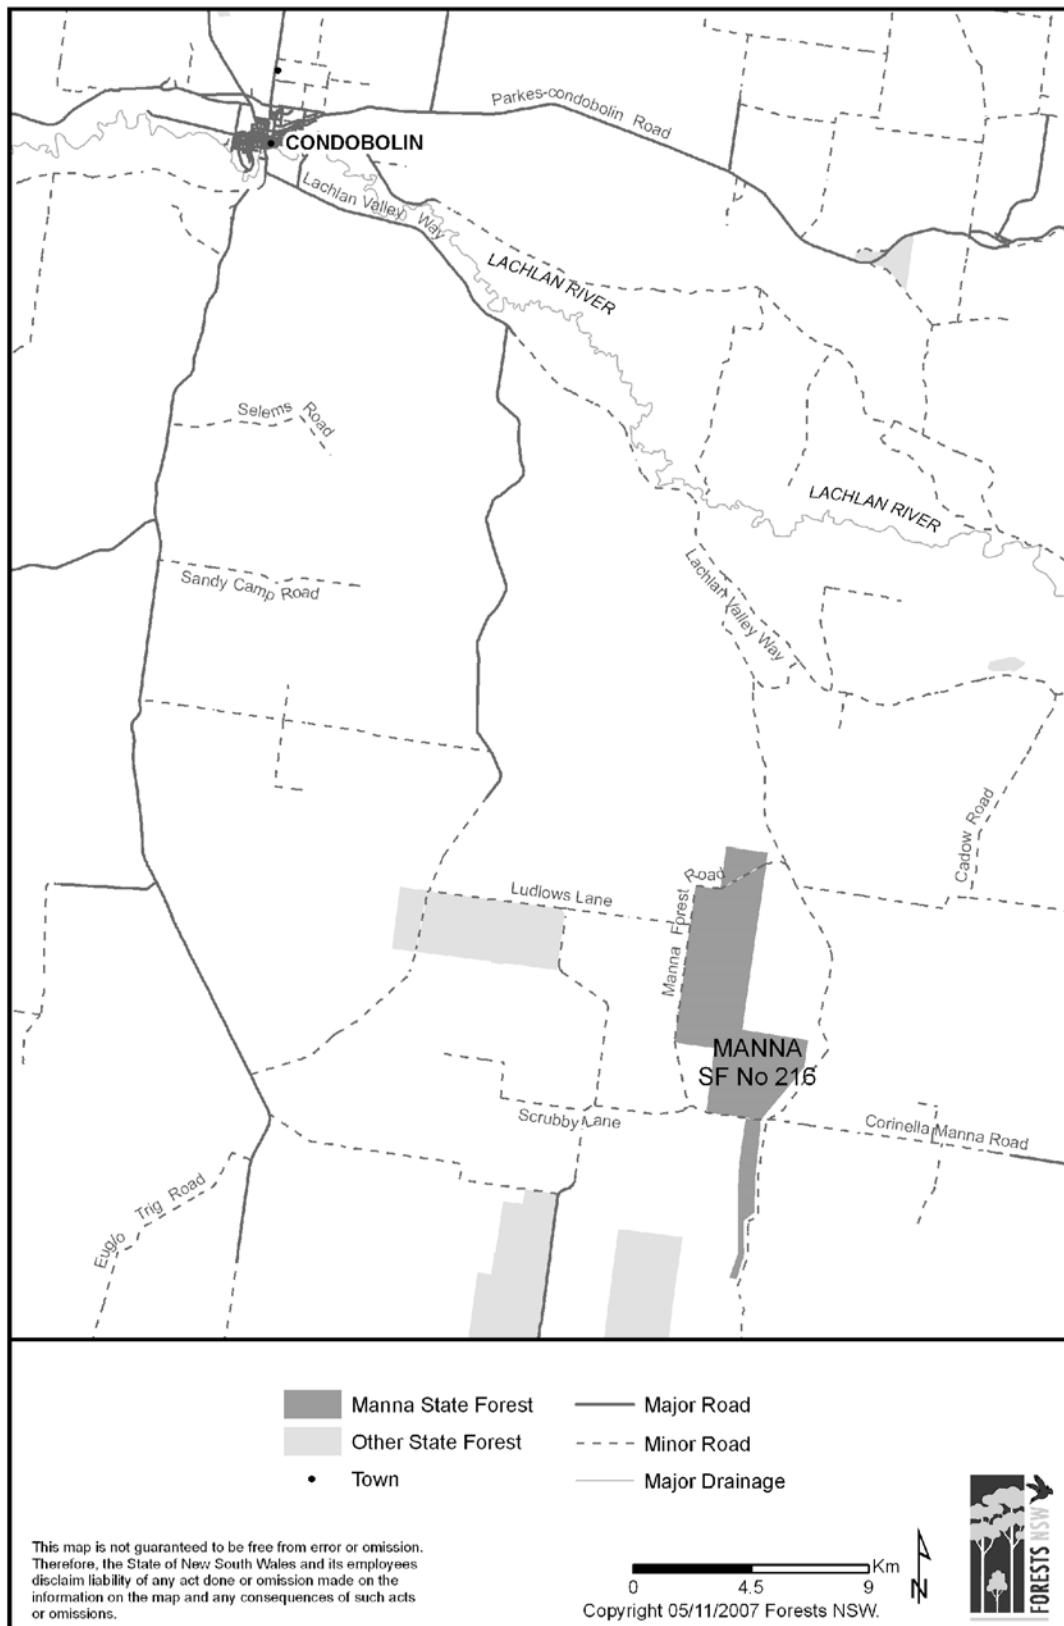 Parkes-condobolin Road
CONDOBOLIN
Lachlan Valley Way
LACHLAN RIVER
Selems Road
LACHLAN RIVER
Sandy Camp Road
Lachlan Valley Way
Cadow Road
Ludlows Lane
Manna Forest Road
MANNA
SF No 216
Scrubby Lane
Corinella Manna Road
Euglo Trig Road
Manna State Forest
Other State Forest
Town
Major Road
Minor Road
Major Drainage
This map is not guaranteed to be free from error or omission.
Therefore, the State of New South Wales and its employees
disclaim liability of any act done or omission made on the
information on the map and any consequences of such acts
or omissions.
Km
0 4.5 9
Copyright 05/11/2007 Forests NSW.
N
FORESTS NSW